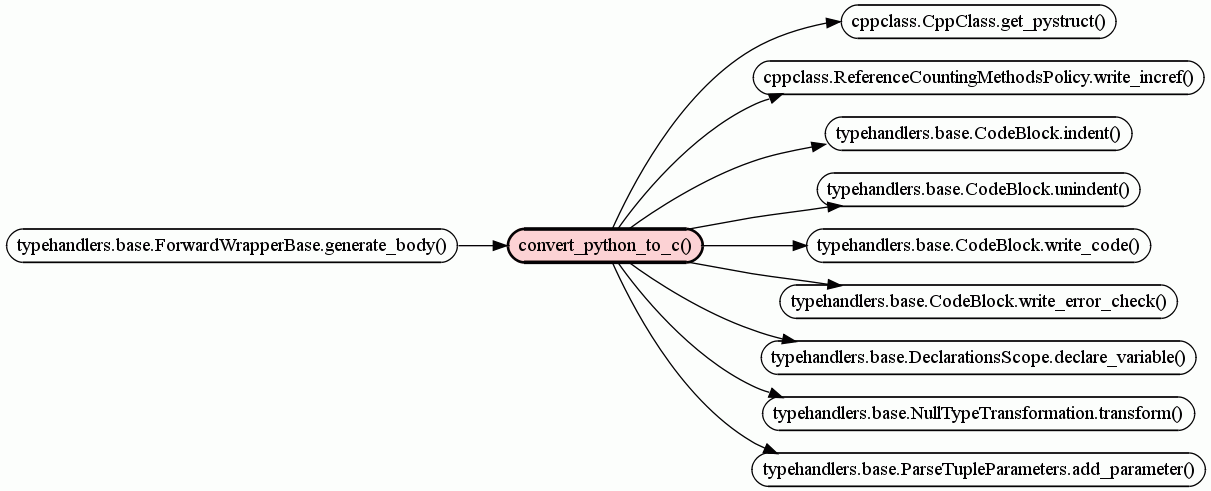 cppclass.CppClass.get_pystruct()
cppclass.ReferenceCountingMethodsPolicy.write_incref()
typehandlers.base.CodeBlock.indent()
typehandlers.base.CodeBlock.unindent()
typehandlers.base.ForwardWrapperBase.generate_body()
convert_python_to_c()
typehandlers.base.CodeBlock.write_code()
typehandlers.base.CodeBlock.write_error_check()
typehandlers.base.DeclarationsScope.declare_variable()
typehandlers.base.NullTypeTransformation.transform()
typehandlers.base.ParseTupleParameters.add_parameter()